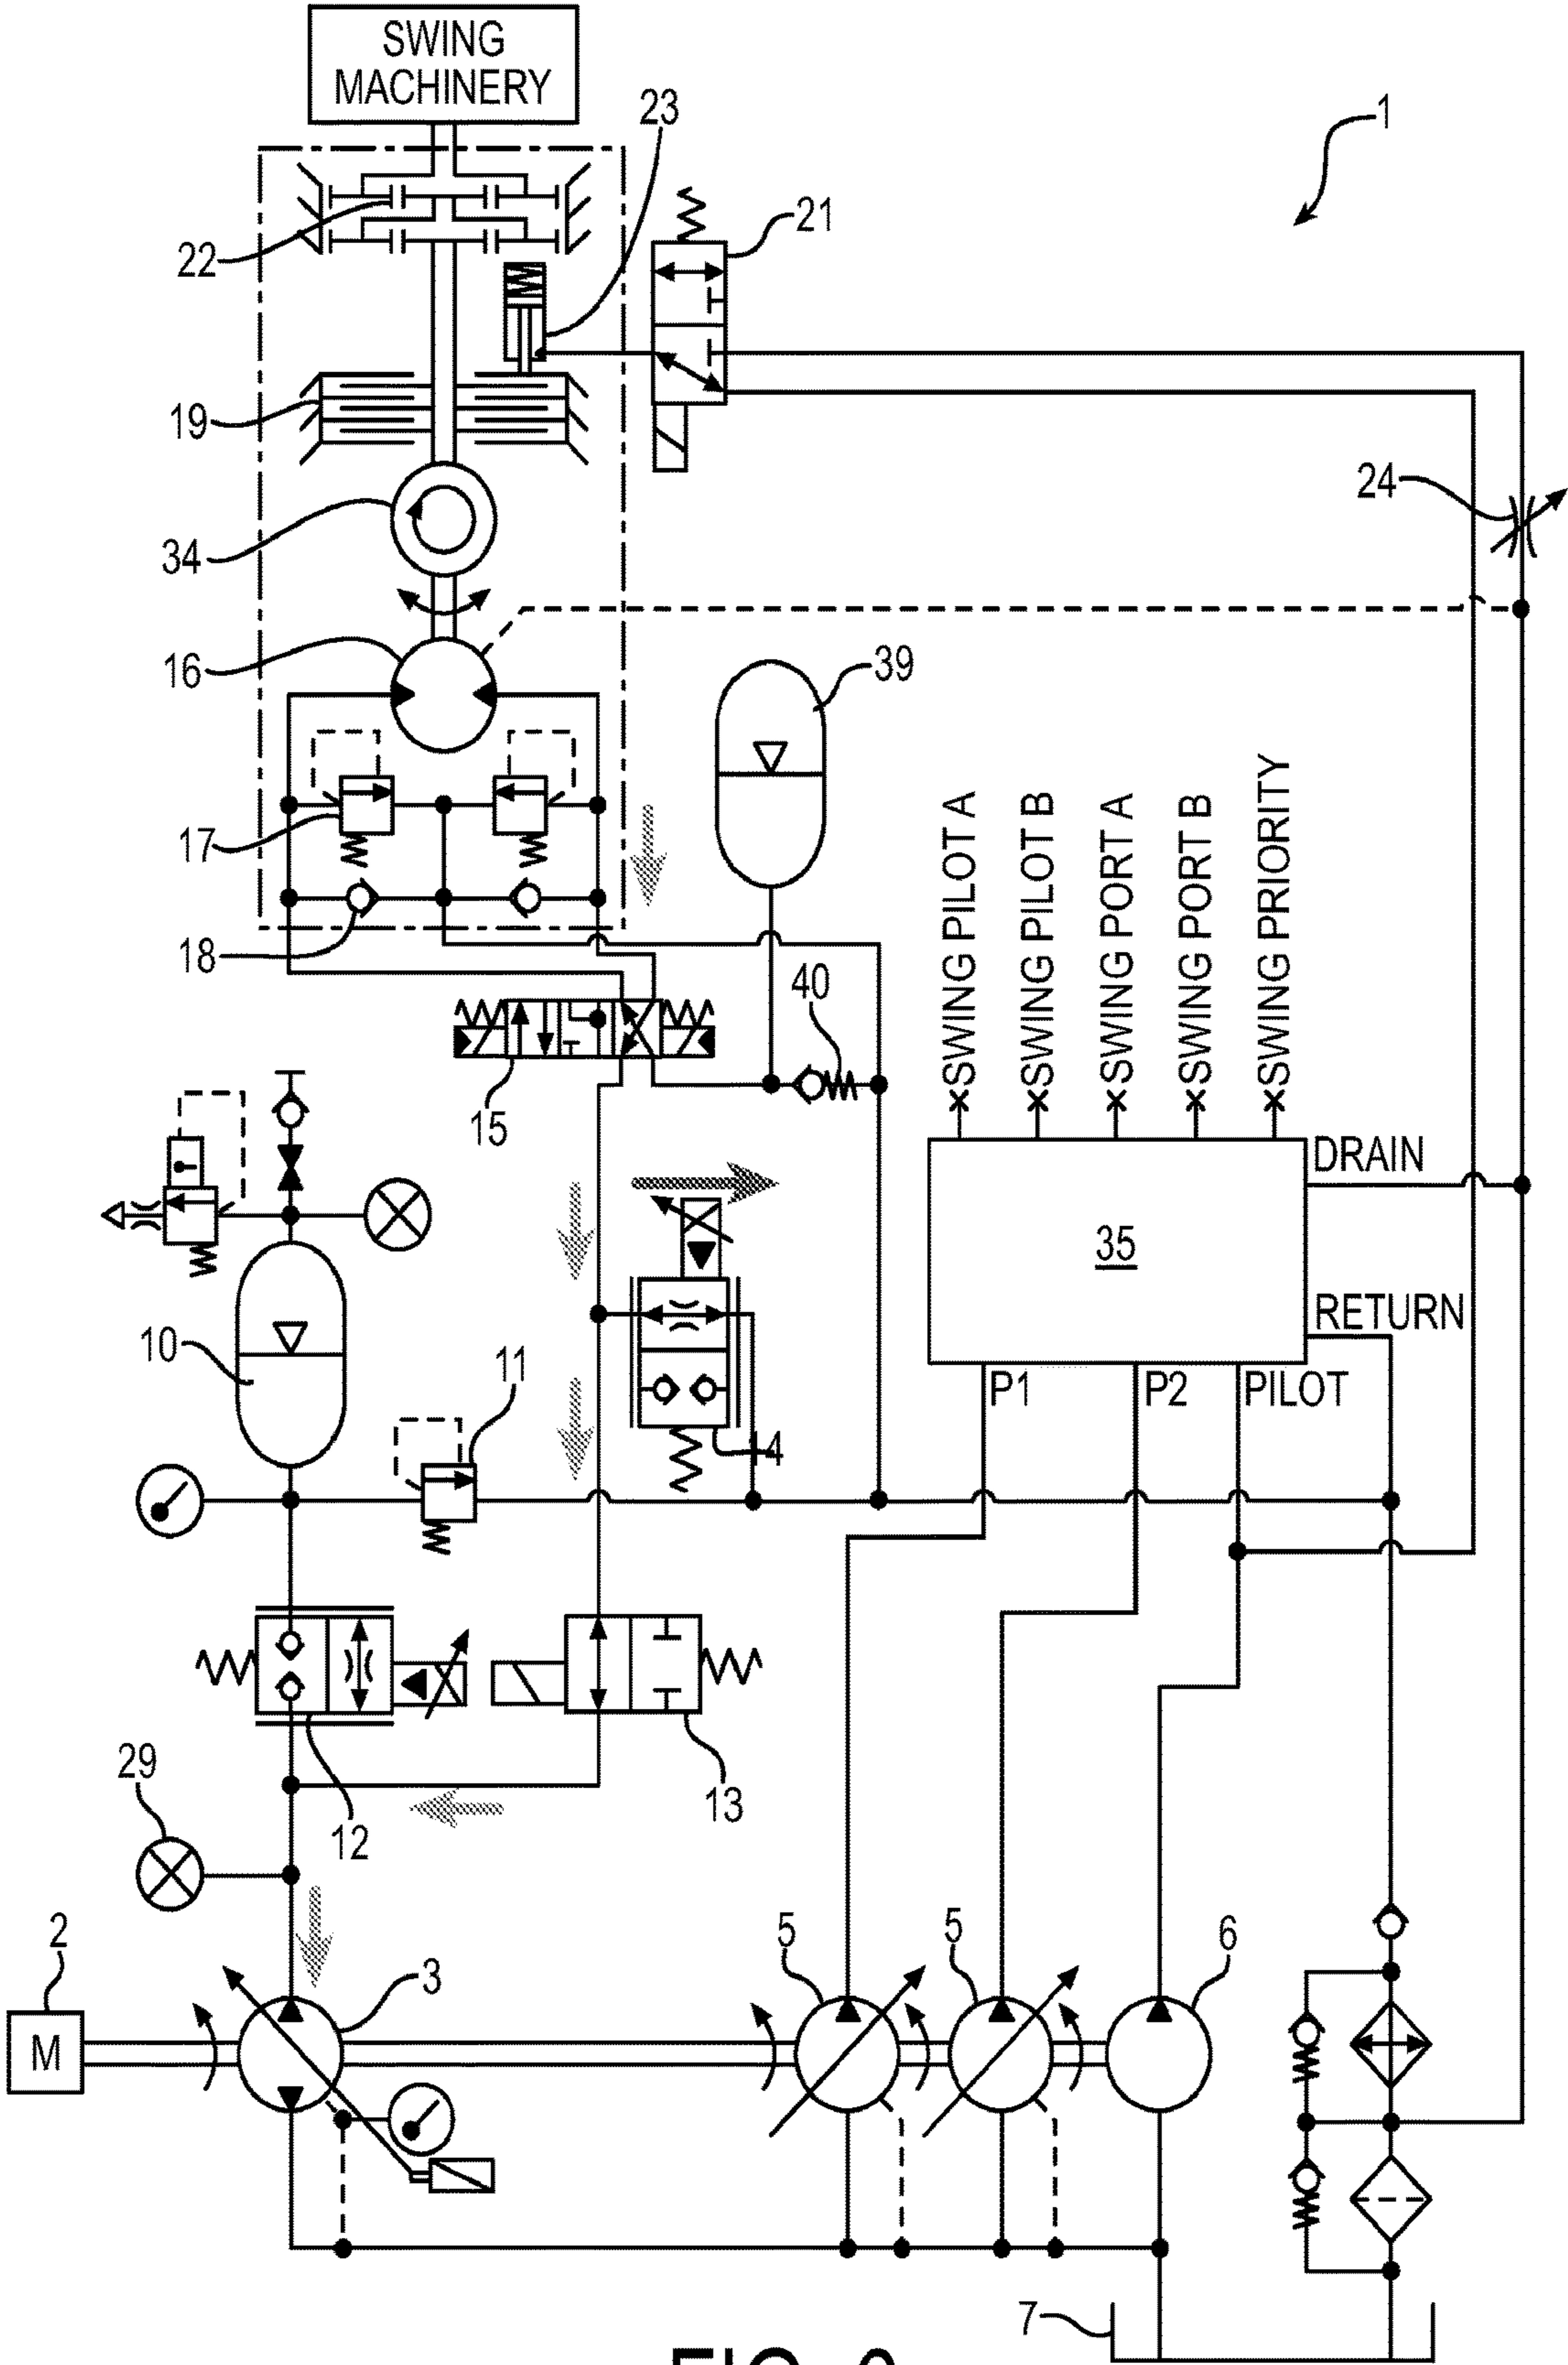 SWING
MACHINERY
23
1
21
22
19
24
34
16
39
17
18
40
SWING PILOT A
SWING PILOT B
SWING PORT A
SWING PORT B
SWING PRIORITY
15
DRAIN
35
10
RETURN
11
P1
P2
PILOT
14
29
13
12
2
3
5
5
6
M
7